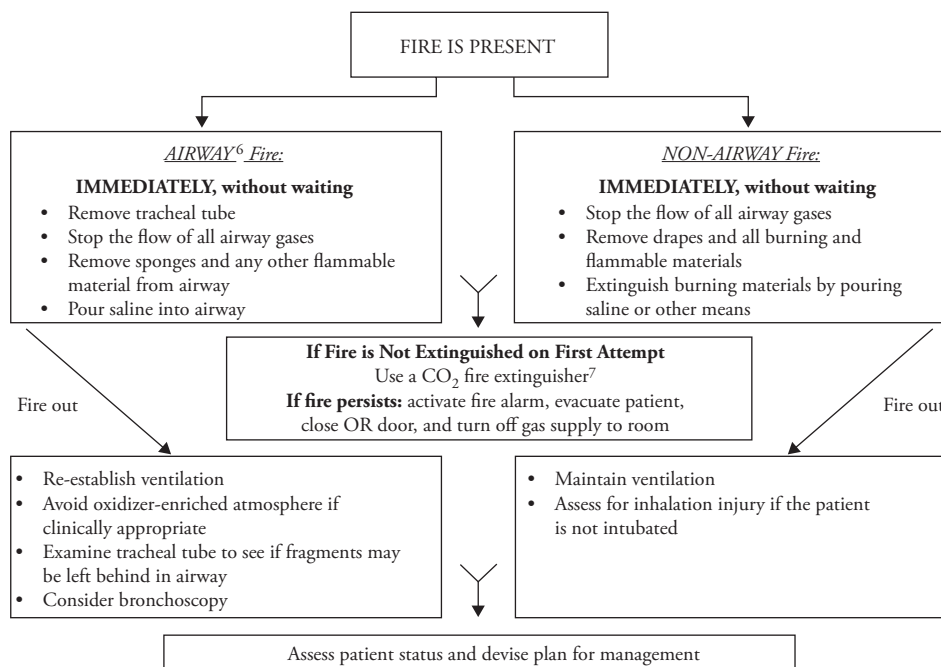 FIRE IS PRESENT
AIRWAY⁶ Fire:
IMMEDIATELY, without waiting
• Remove tracheal tube
• Stop the flow of all airway gases
• Remove sponges and any other flammable
material from airway
• Pour saline into airway
NON-AIRWAY Fire:
IMMEDIATELY, without waiting
• Stop the flow of all airway gases
• Remove drapes and all burning and
flammable materials
• Extinguish burning materials by pouring
saline or other means
If Fire is Not Extinguished on First Attempt
Use a CO₂ fire extinguisher⁷
If fire persists: activate fire alarm, evacuate patient,
close OR door, and turn off gas supply to room
Fire out
Fire out
• Re-establish ventilation
• Avoid oxidizer-enriched atmosphere if
clinically appropriate
• Examine tracheal tube to see if fragments may
be left behind in airway
• Consider bronchoscopy
• Maintain ventilation
• Assess for inhalation injury if the patient
is not intubated
Assess patient status and devise plan for management